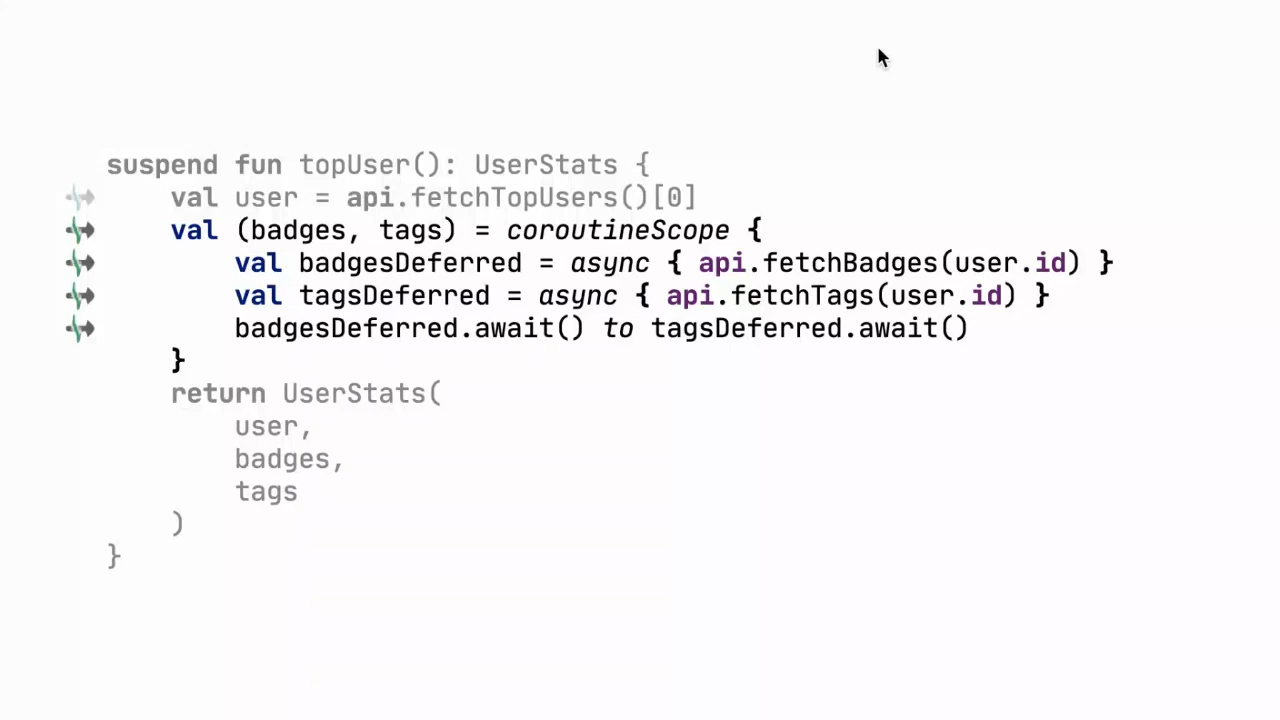 suspend fun topUser(): UserStats {
val user = api.fetchTopUsers()[0]
val (badges, tags) = coroutineScope {
val badgesDeferred = async { api.fetchBadges(user.id) }
val tagsDeferred = async { api.fetchTags(user.id) }
badgesDeferred.await() to tagsDeferred.await()
}
return UserStats(
user,
badges,
tags
)
}